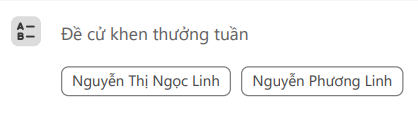 A
B
Đề cử khen thưởng tuần
Nguyễn Thị Ngọc Linh Nguyễn Phương Linh